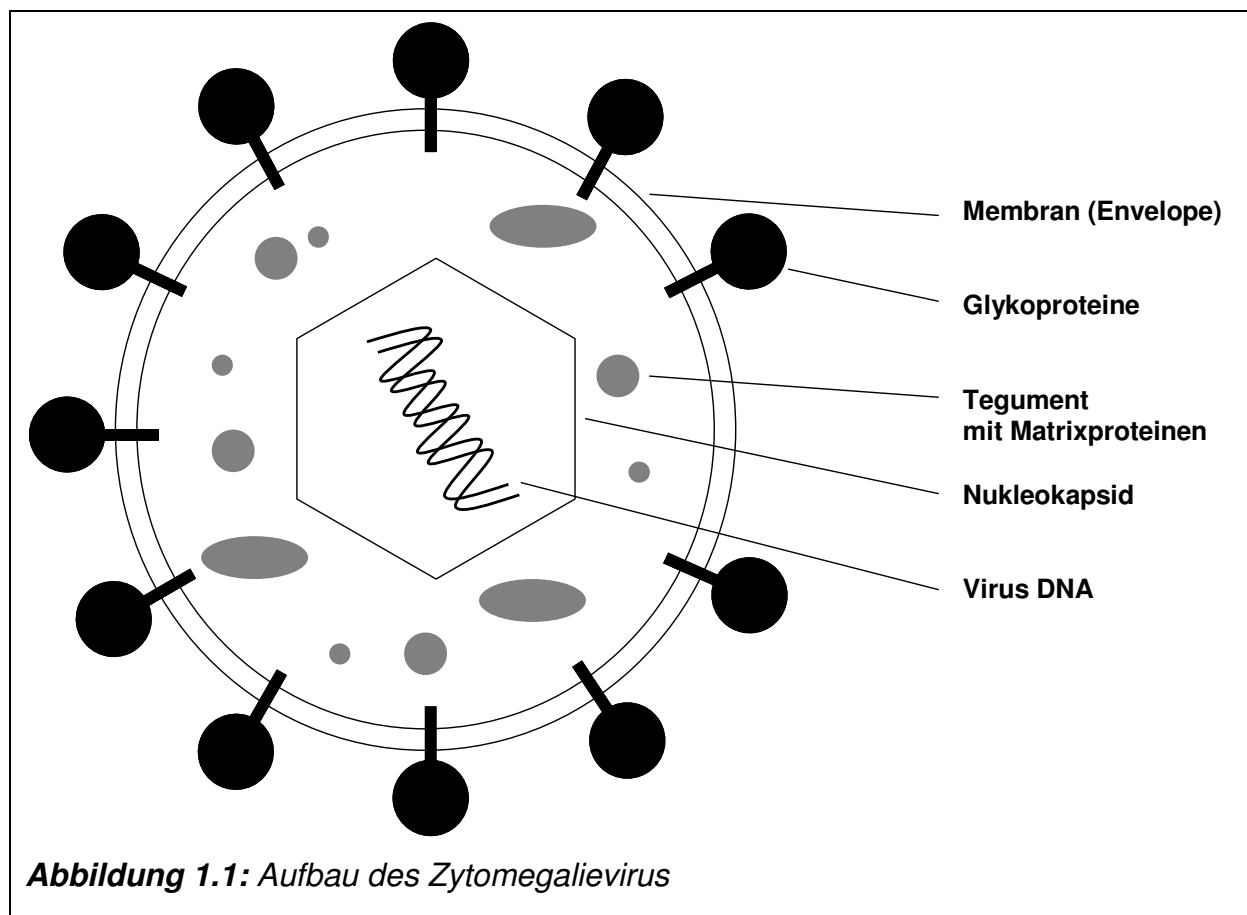 Membran (Envelope)
Glykoproteine
Tegument
mit Matrixproteinen
Nukleokapsid
Virus DNA
Abbildung 1.1: Aufbau des Zytomegalievirus